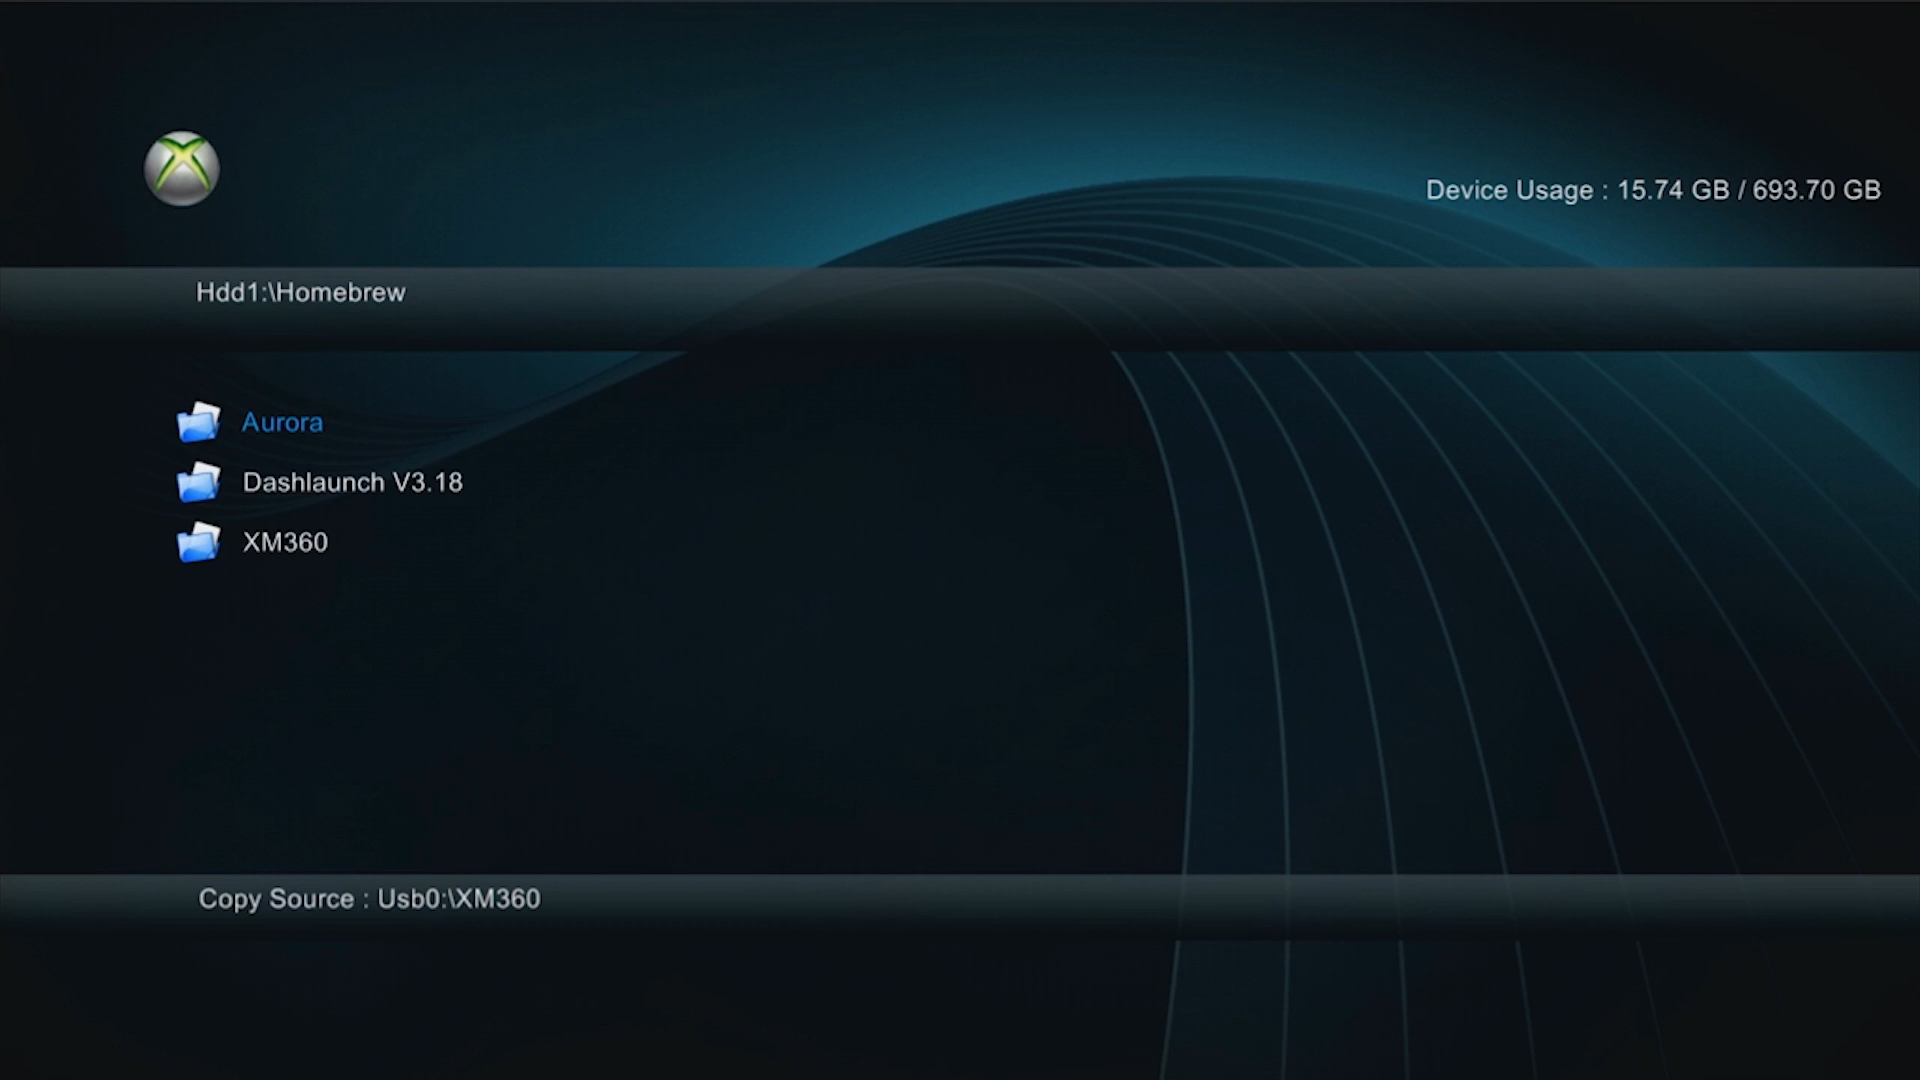 Device Usage : 15.74 GB / 693.70 GB
Hdd1:\Homebrew
Aurora
Dashlaunch V3.18
XM360
Copy Source : Usb0:\XM360